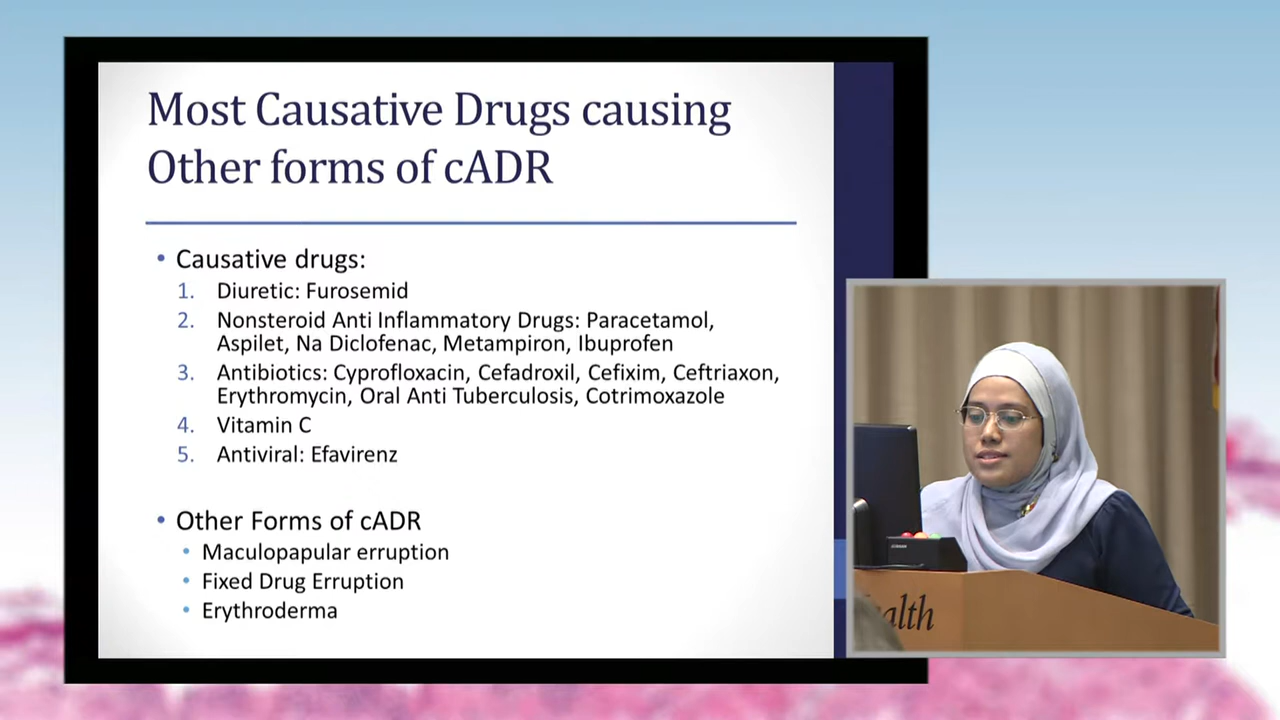 Most Causative Drugs causing
Other forms of cADR
• Causative drugs:
1. Diuretic: Furosemid
2. Nonsteroid Anti Inflammatory Drugs: Paracetamol,
Aspilet, Na Diclofenac, Metampiron, Ibuprofen
3. Antibiotics: Cyprofloxacin, Cefadroxil, Cefixim, Ceftriaxon,
Erythromycin, Oral Anti Tuberculosis, Cotrimoxazole
4. Vitamin C
5. Antiviral: Efavirenz
• Other Forms of cADR
• Maculopapular erruption
• Fixed Drug Erruption
• Erythroderma
ealth